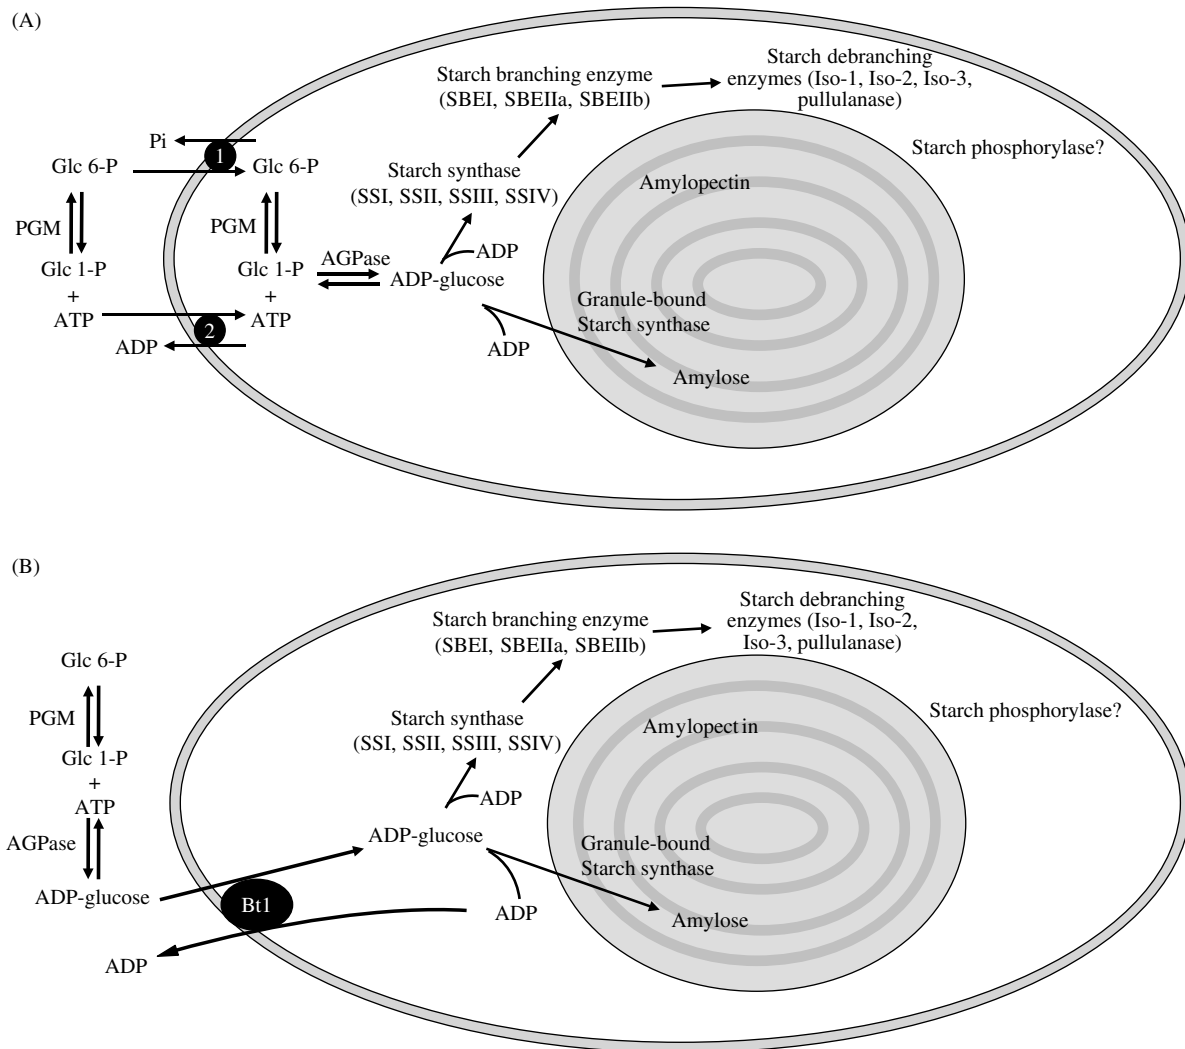 (A)
Starch debranching
enzymes (Iso-1, Iso-2, Iso-3,
pullulanase)
Starch branching enzyme
(SBEI, SBEIIa, SBEIIb)
Pi
1
Starch phosphorylase?
Glc 6-P
Glc 6-P
Starch synthase
(SSI, SSII, SSIII, SSIV)
Amylopectin
PGM
PGM
Glc 1-P
+
ATP
Glc 1-P
+
ATP
AGPase
ADP
ADP-glucose
Granule-bound
Starch synthase
2
ADP
ADP
Amylose
(B)
Starch debranching
enzymes (Iso-1, Iso-2,
Iso-3, pullulanase)
Starch branching enzyme
(SBEI, SBEIIa, SBEIIb)
Glc 6-P
Starch phosphorylase?
PGM
Starch synthase
(SSI, SSII, SSIII, SSIV)
Amylopectin
Glc 1-P
+
ATP
ADP
AGPase
ADP-glucose
Granule-bound
Starch synthase
ADP-glucose
Bt1
ADP
Amylose
ADP